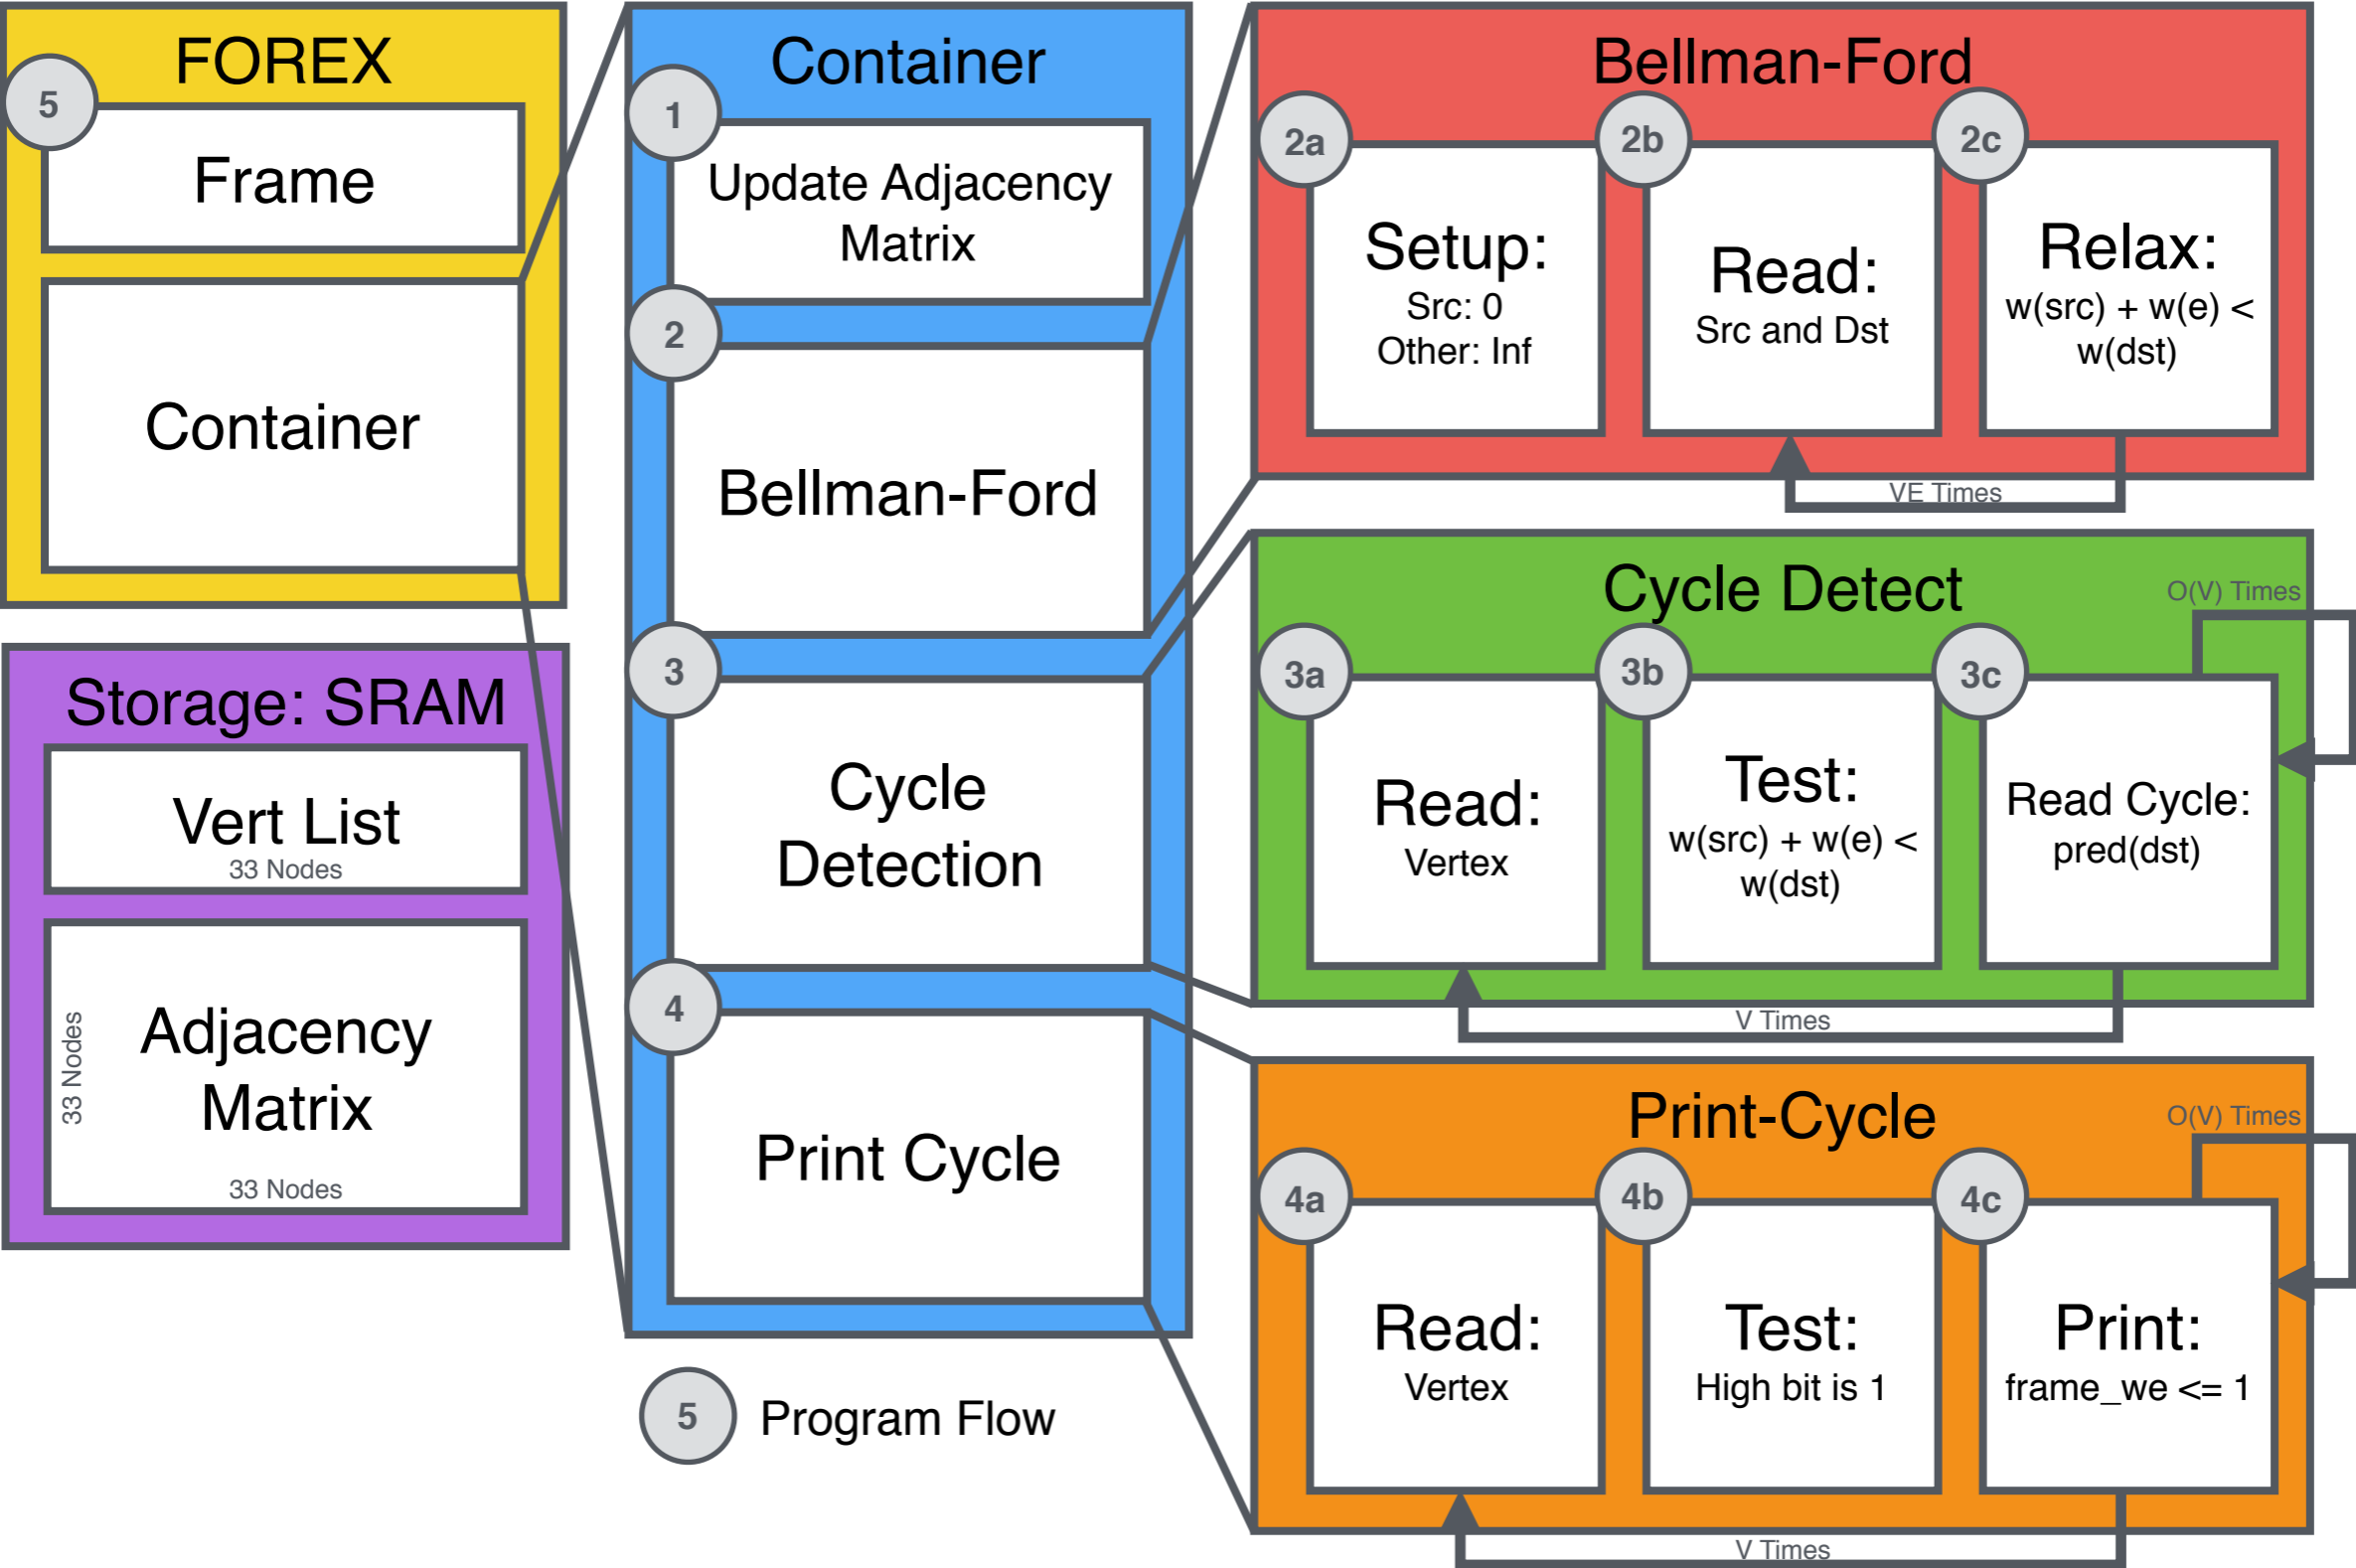 FOREX
5
Frame
Container
Storage: SRAM
Vert List
33 Nodes
33 Nodes
Adjacency
Matrix
33 Nodes
Container
1
Update Adjacency
Matrix
2
Bellman-Ford
3
Cycle
Detection
4
Print Cycle
5
Program Flow
Bellman-Ford
2a
Setup:
Src: 0
Other: Inf
2b
Read:
Src and Dst
2c
Relax:
w(src) + w(e) <
w(dst)
VE Times
Cycle Detect
O(V) Times
3a
Read:
Vertex
3b
Test:
w(src) + w(e) <
w(dst)
3c
Read Cycle:
pred(dst)
V Times
Print-Cycle
O(V) Times
4a
Read:
Vertex
4b
Test:
High bit is 1
4c
Print:
frame_we <= 1
V Times